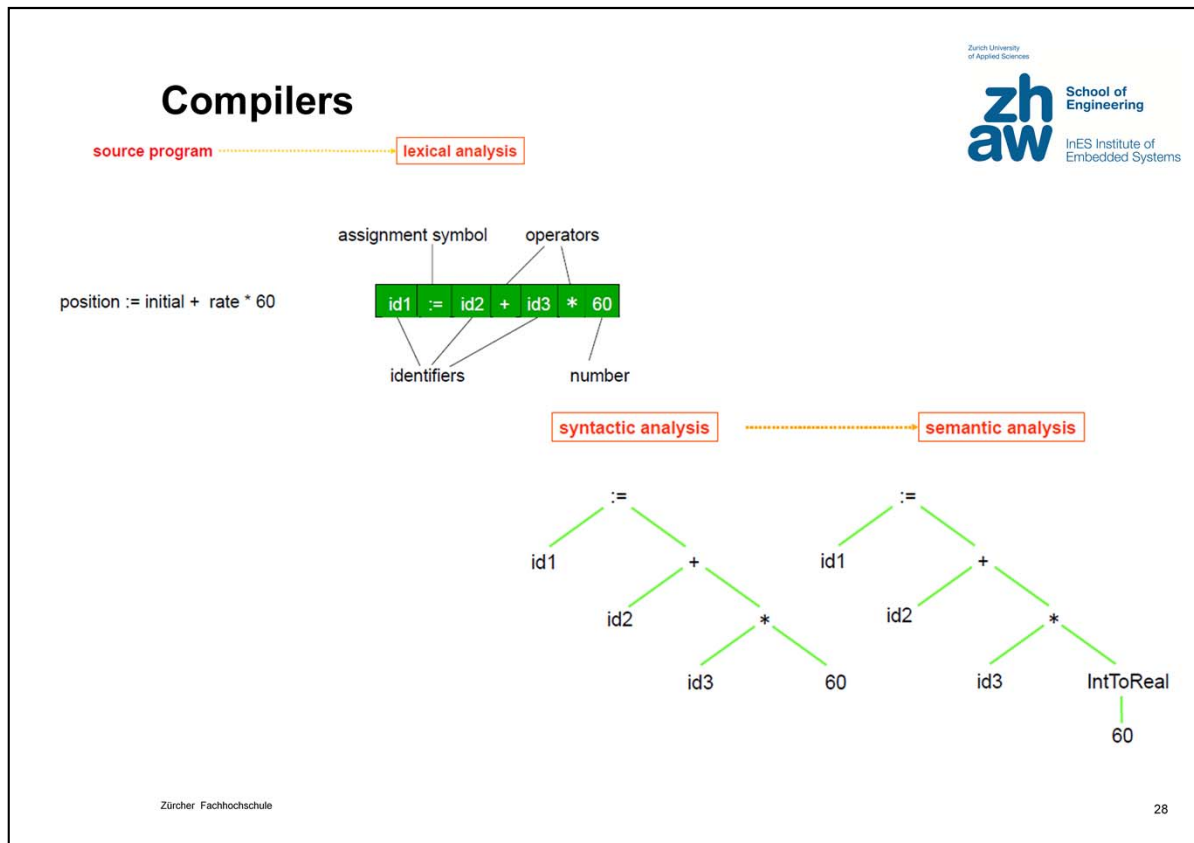 Zurich University
of Applied Sciences
zh
aw
School of
Engineering
InES Institute of
Embedded Systems
Compilers
source program
lexical analysis
assignment symbol
operators
position := initial + rate * 60
id1 := id2 + id3 * 60
identifiers
number
syntactic analysis
semantic analysis
:=
id1
+
id2
*
id3
60
:=
id1
+
id2
*
id3
IntToReal
60
Zürcher Fachhochschule
28